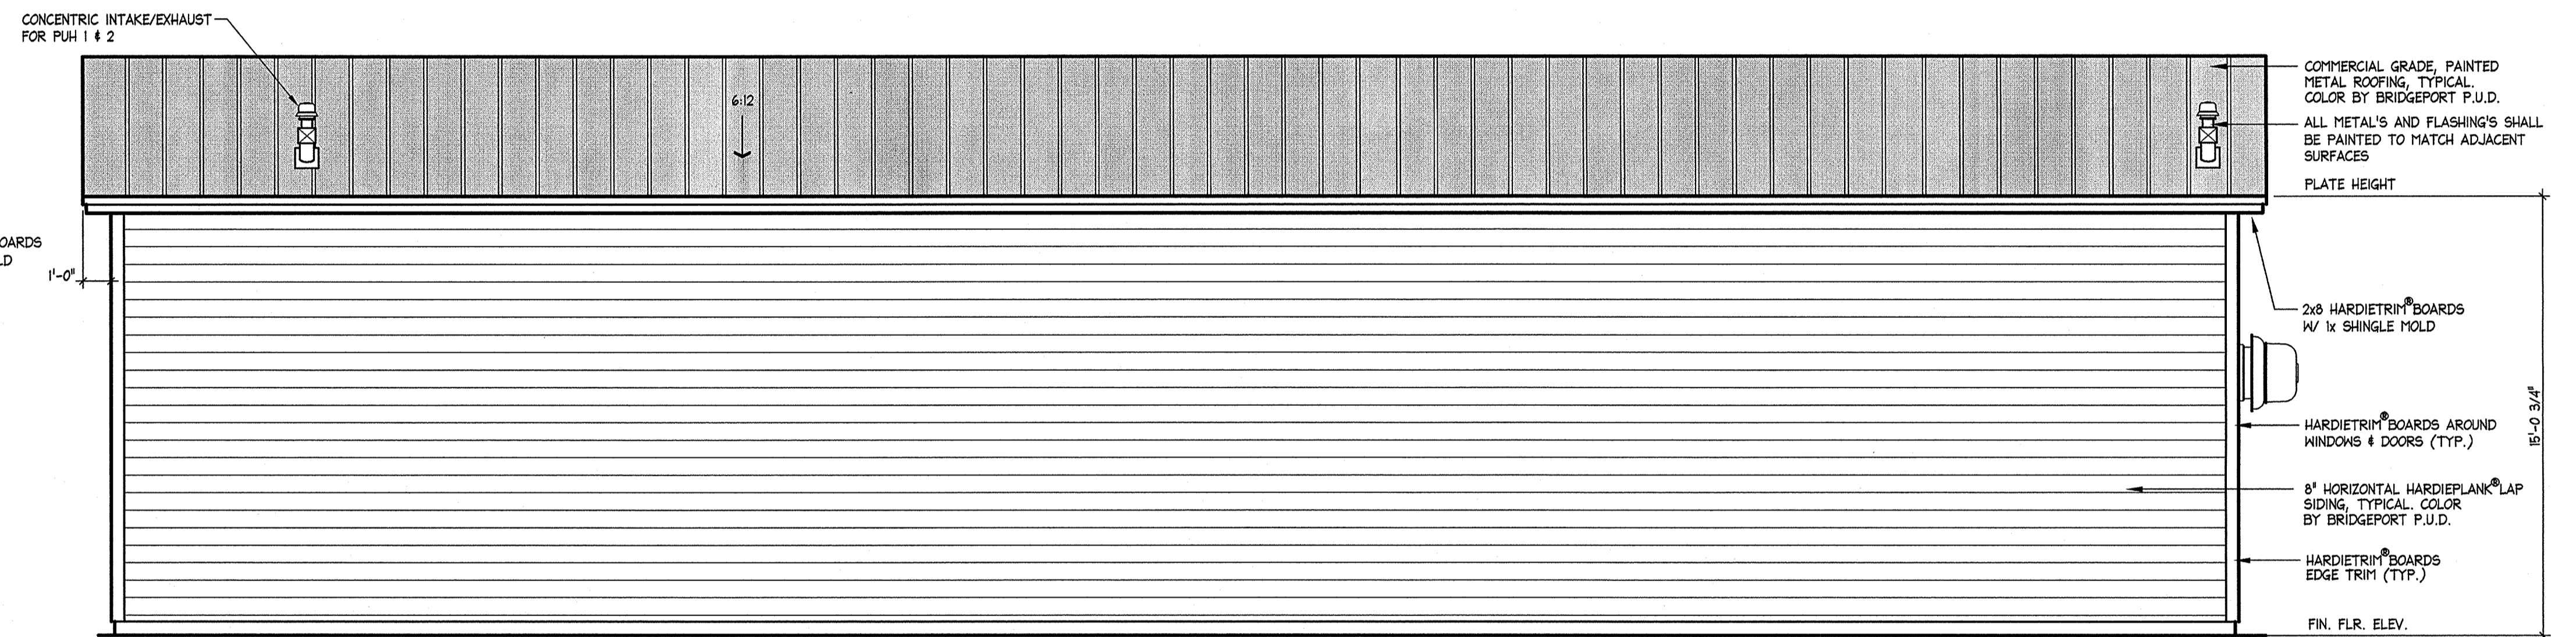 CONCENTRIC INTAKE/EXHAUST
FOR PUH 1 & 2
6:12
COMMERCIAL GRADE, PAINTED
METAL ROOFING, TYPICAL.
COLOR BY BRIDGEPORT P.U.D.
ALL METAL'S AND FLASHING'S SHALL
BE PAINTED TO MATCH ADJACENT
SURFACES
PLATE HEIGHT
OARDS
LD
1'-0"
2x8 HARDIETRIM® BOARDS
W/ 1x SHINGLE MOLD
15'-0 3/4"
HARDIETRIM® BOARDS AROUND
WINDOWS & DOORS (TYP.)
8" HORIZONTAL HARDIEPLANK® LAP
SIDING, TYPICAL. COLOR
BY BRIDGEPORT P.U.D.
HARDIETRIM® BOARDS
EDGE TRIM (TYP.)
FIN. FLR. ELEV.